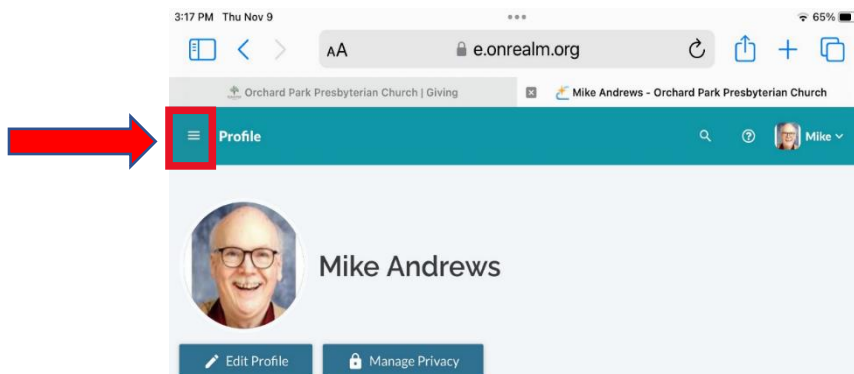 3:17 PM Thu Nov 9 65%
AA e.onrealm.org
Orchard Park Presbyterian Church | Giving Mike Andrews - Orchard Park Presbyterian Church
Profile Mike
Mike Andrews
Edit Profile Manage Privacy